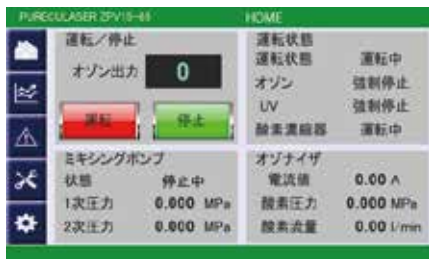 HOME
運転／停止
オゾン出力 0
運転 停止
運転状態
運転状態 運転中
オゾン 強制停止
UV 強制停止
酸素濃縮器 運転中
ミキシングポンプ
状態 停止中
1次圧力 0.000 MPa
2次圧力 0.000 MPa
オゾナイザ
電流値 0.00 A
酸素圧力 0.000 MPa
酸素流量 0.00 l/min